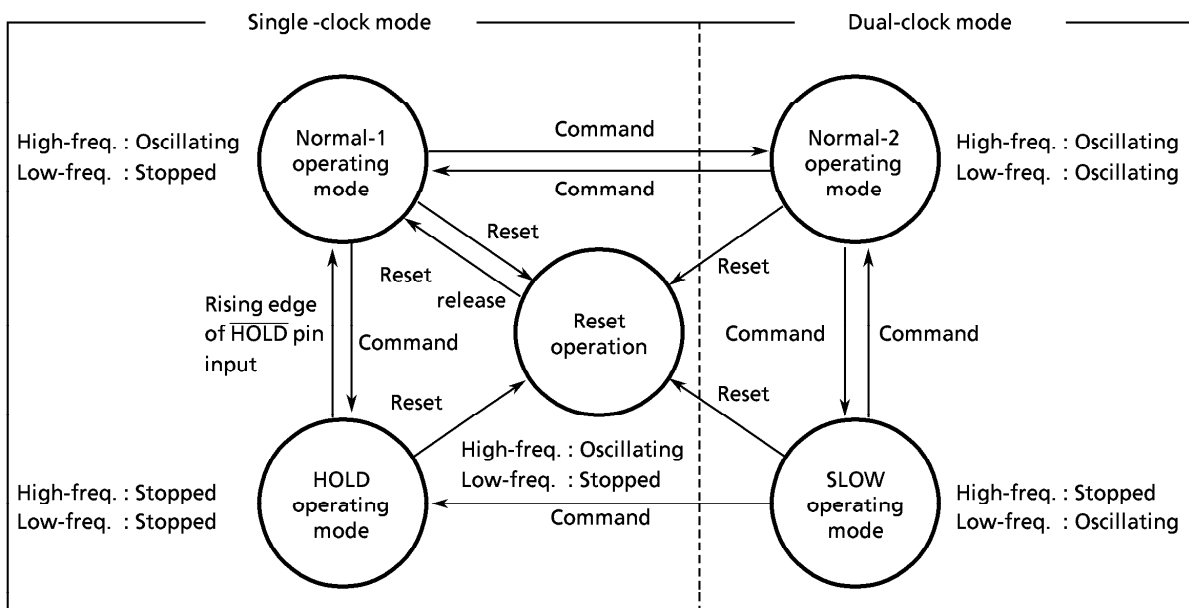 Single -clock mode
Dual-clock mode
High-freq. : Oscillating
Low-freq. : Stopped
Normal-1
operating
mode
Command
Command
Normal-2
operating
mode
High-freq. : Oscillating
Low-freq. : Oscillating
Reset
Reset
release
Reset
Rising edge
of HOLD pin
input
Command
Reset
operation
Command
Command
Reset
Reset
High-freq. : Oscillating
Low-freq. : Stopped
High-freq. : Stopped
Low-freq. : Stopped
HOLD
operating
mode
Command
SLOW
operating
mode
High-freq. : Stopped
Low-freq. : Oscillating